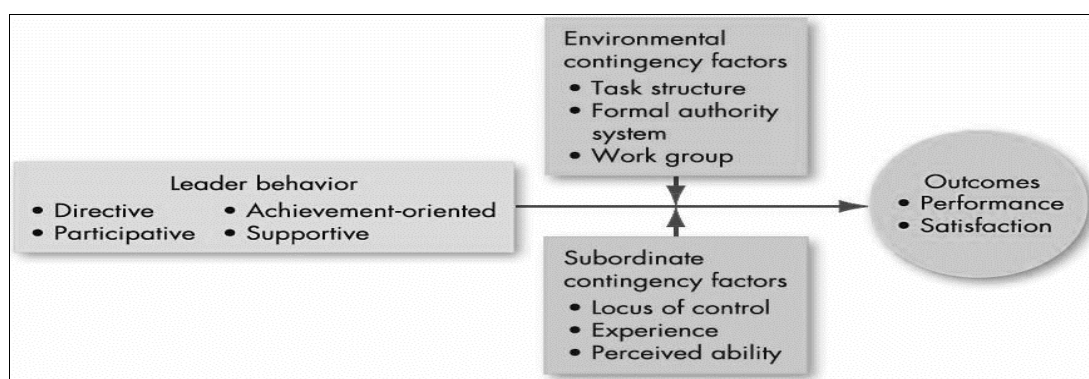 Environmental
contingency factors
• Task structure
• Formal authority
system
• Work group
Leader behavior
• Directive • Achievement-oriented
• Participative • Supportive
Outcomes
• Performance
• Satisfaction
Subordinate
contingency factors
• Locus of control
• Experience
• Perceived ability